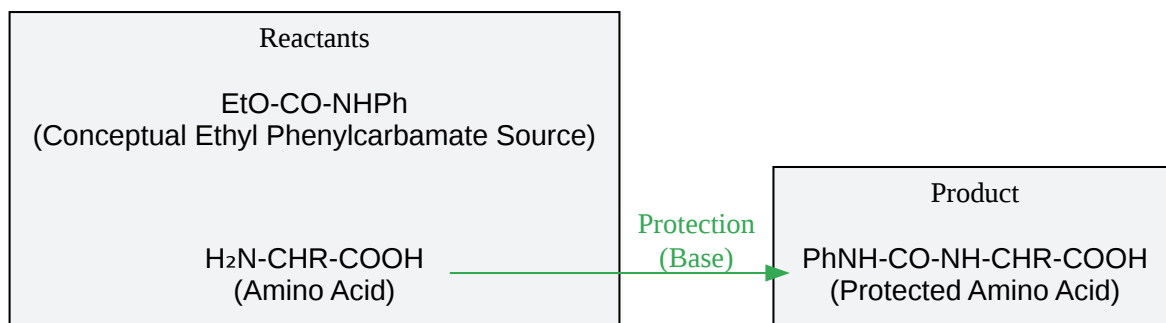 Reactants
EtO-CO-NHPh
(Conceptual Ethyl Phenylcarbamate Source)
H₂N-CHR-COOH
(Amino Acid)
Protection
(Base)
Product
PhNH-CO-NH-CHR-COOH
(Protected Amino Acid)